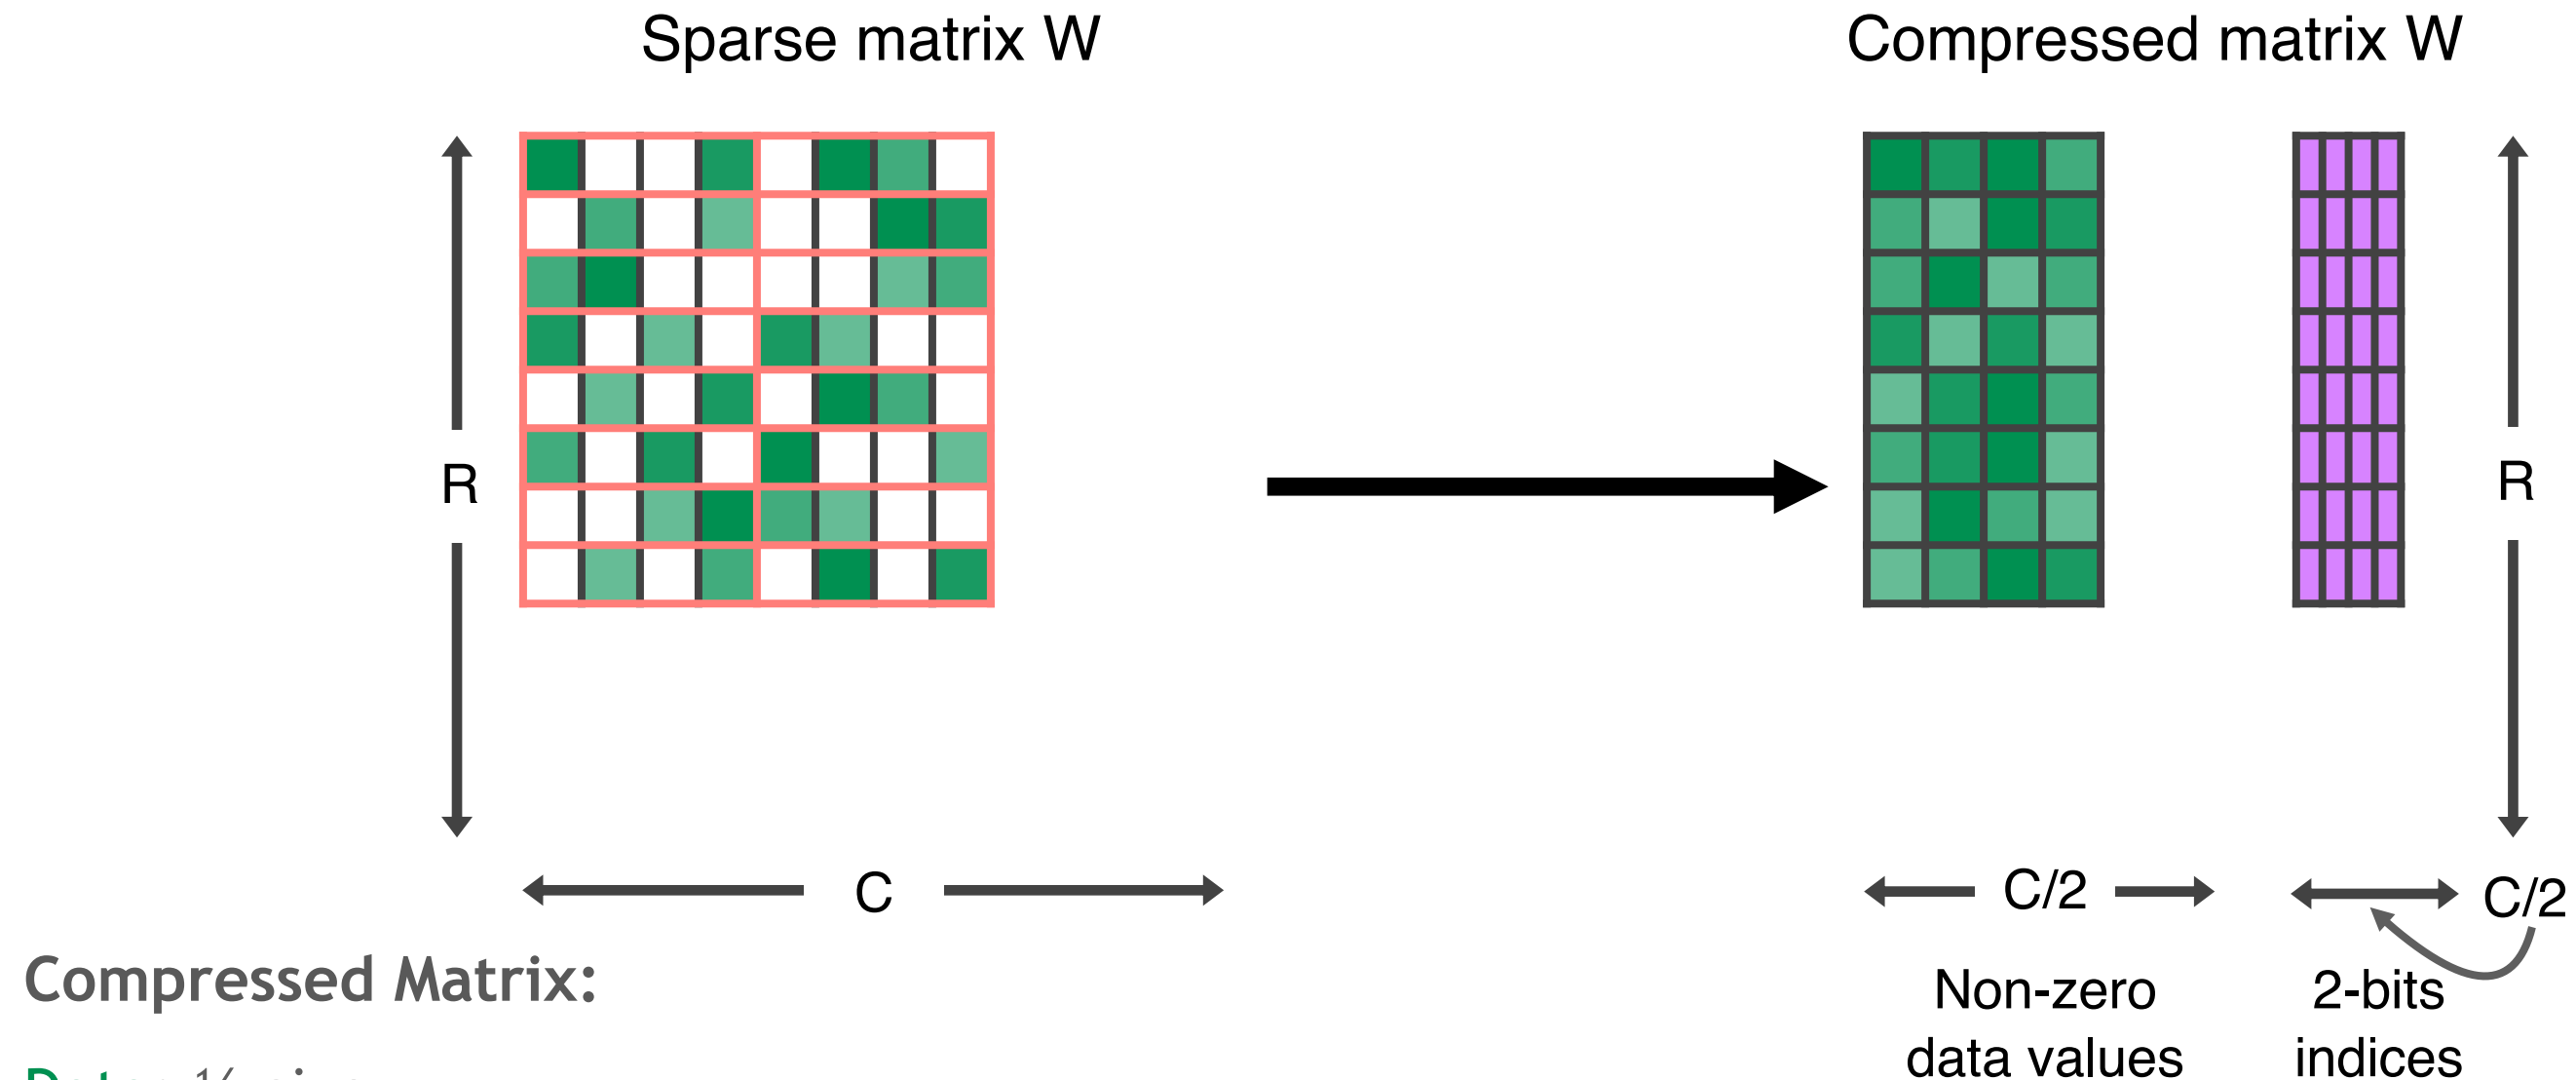 Sparse matrix W
Compressed matrix W
R
R
C
C/2
C/2
Compressed Matrix:
Non-zero
data values
2-bits
indices